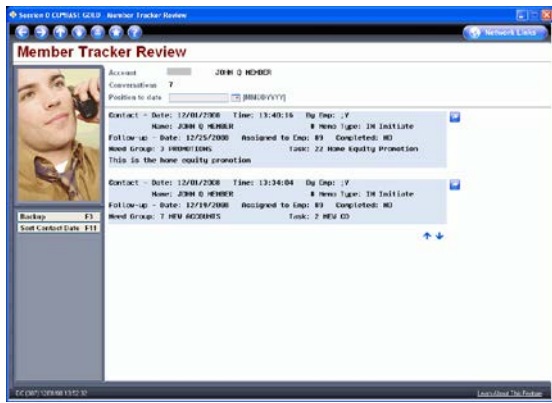 Session 0 CU*BASE GOLD - Member Tracker Review
Network Links
Member Tracker Review
Account JOHN Q MEMBER
Conversations 7
Position to date [MMDDYYYY]
Contact - Date: 12/01/2008 Time: 13:40:16 By Emp: ;Y
Name: JOHN Q MEMBER # Memo Type: IN Initiate
Follow-up - Date: 12/25/2008 Assigned to Emp: 89 Completed: NO
Need Group: 3 PROMOTIONS Task: 22 Home Equity Promotion
This is the home equity promotion
Contact - Date: 12/01/2008 Time: 13:34:04 By Emp: ;Y
Name: JOHN Q MEMBER # Memo Type: IN Initiate
Follow-up - Date: 12/19/2008 Assigned to Emp: 89 Completed: NO
Need Group: 7 NEW ACCOUNTS Task: 2 NEW CD
Backup F3
Sort Contact Date F11
Learn About This Feature